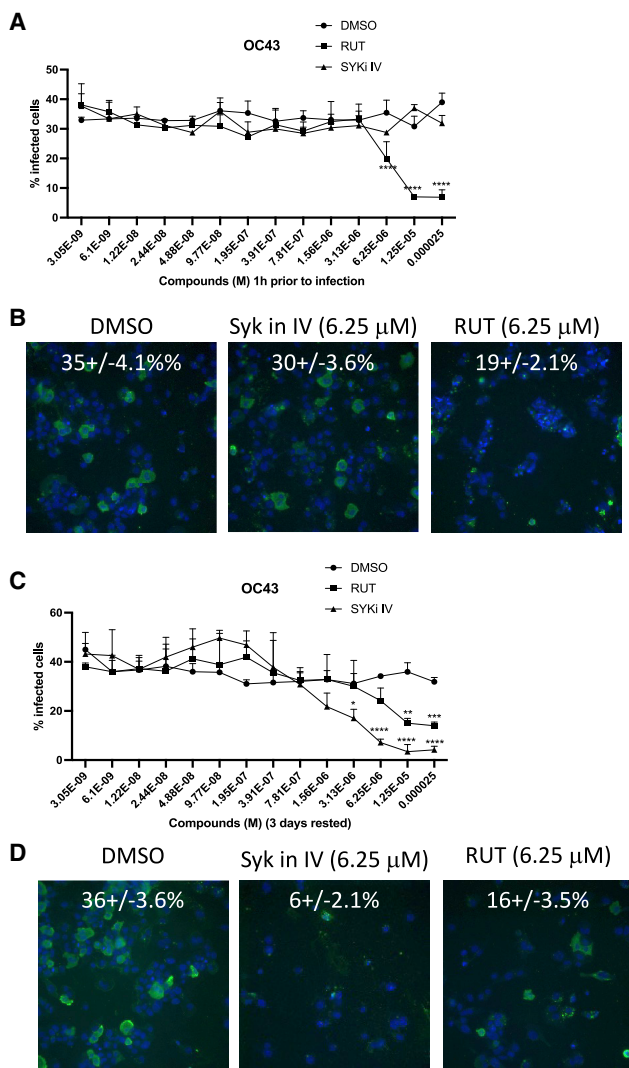 A
OC43
DMSO
RUT
SYKi IV
% infected cells
50
40
30
20
10
0
****
****
****
3.05E-09
6.1E-09
1.22E-08
2.44E-08
4.88E-08
9.77E-08
1.95E-07
3.91E-07
7.81E-07
1.56E-06
3.13E-06
6.25E-06
1.25E-05
0.000025
Compounds (M) 1h prior to infection
B
DMSO
Syk in IV (6.25 μM)
RUT (6.25 μM)
35+/-4.1%%
30+/-3.6%
19+/-2.1%
C
OC43
DMSO
RUT
SYKi IV
% infected cells
60
40
20
0
*
****
**
****
***
****
3.05E-09
6.1E-09
1.22E-08
2.44E-08
4.88E-08
9.77E-08
1.95E-07
3.91E-07
7.81E-07
1.56E-06
3.13E-06
6.25E-06
1.25E-05
0.000025
Compounds (M) (3 days rested)
D
DMSO
Syk in IV (6.25 μM)
RUT (6.25 μM)
36+/-3.6%
6+/-2.1%
16+/-3.5%